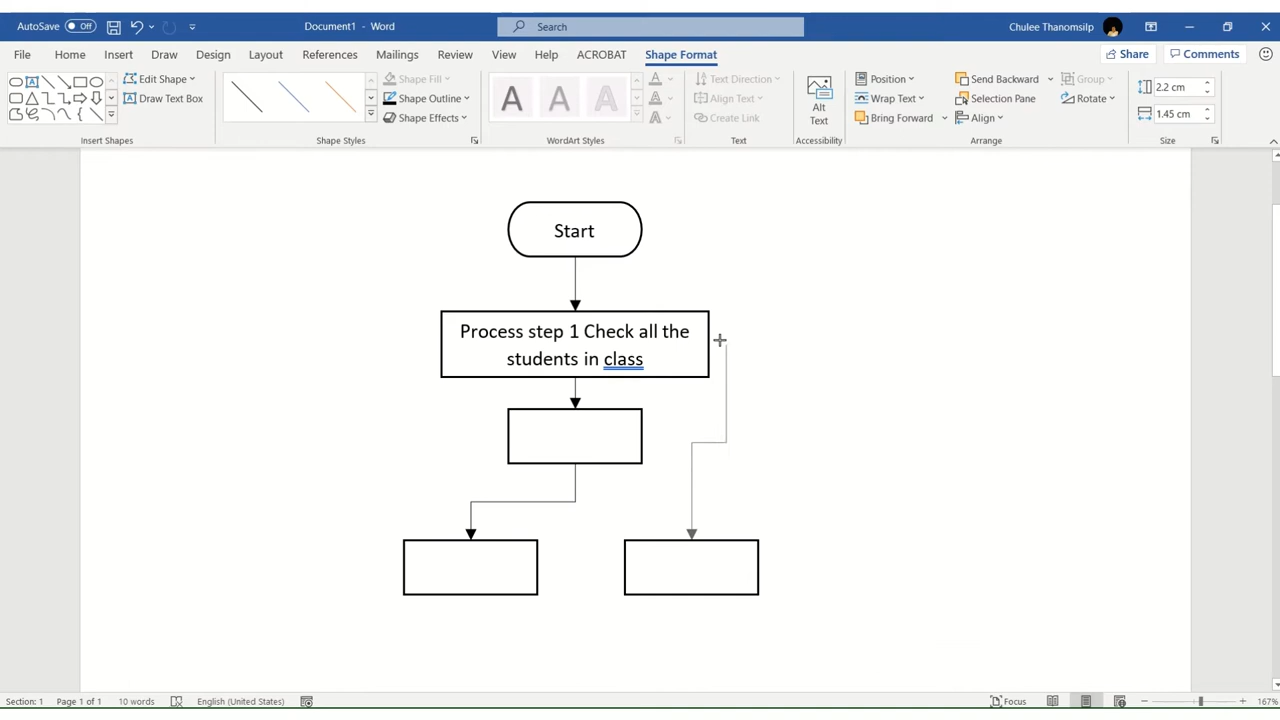 AutoSave Off Document1 - Word Search Chulee Thanomsilp
File Home Insert Draw Design Layout References Mailings Review View Help ACROBAT Shape Format Share Comments
Edit Shape Shape Fill Text Direction Position Send Backward Group 2.2 cm
Draw Text Box Shape Outline A A A A Align Text Alt Text Wrap Text Selection Pane Rotate
Shape Effects Create Link Bring Forward Align 1.45 cm
Insert Shapes Shape Styles WordArt Styles Text Accessibility Arrange Size
Start
Process step 1 Check all the
students in class
Section: 1 Page 1 of 1 10 words English (United States) Focus 167%